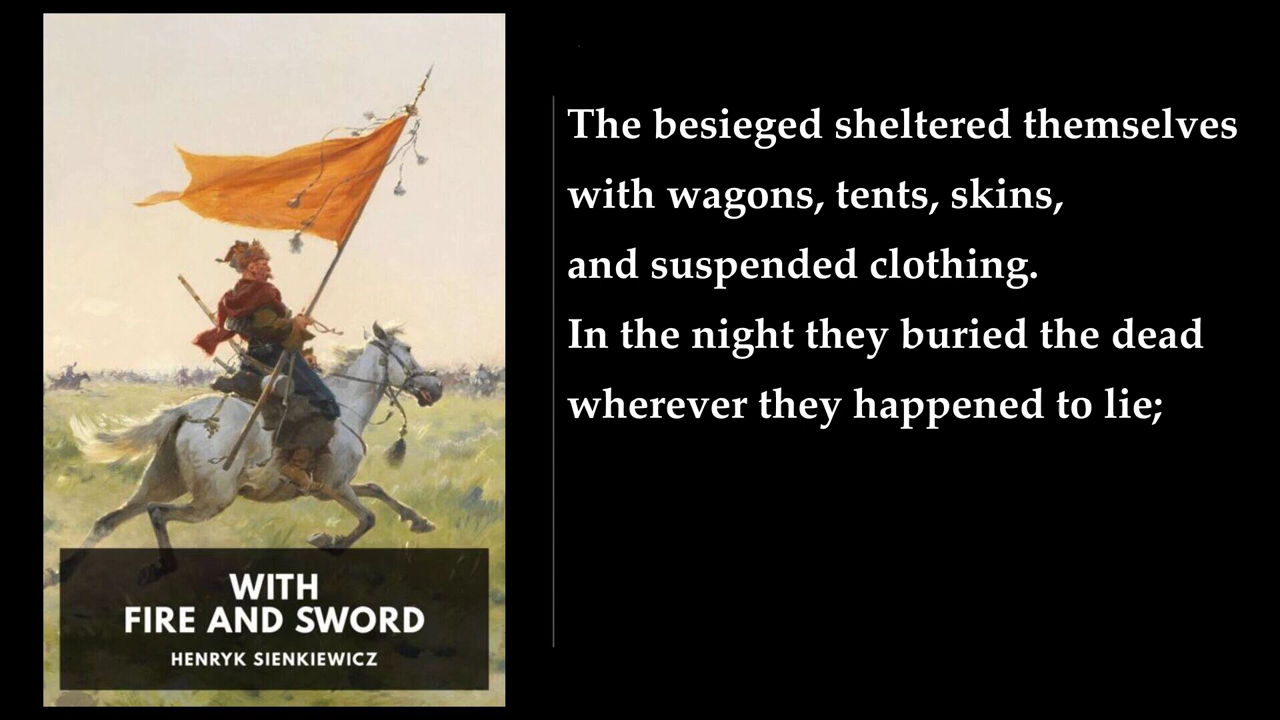 WITH
FIRE AND SWORD
HENRYK SIENKIEWICZ
The besieged sheltered themselves
with wagons, tents, skins,
and suspended clothing.
In the night they buried the dead
wherever they happened to lie;